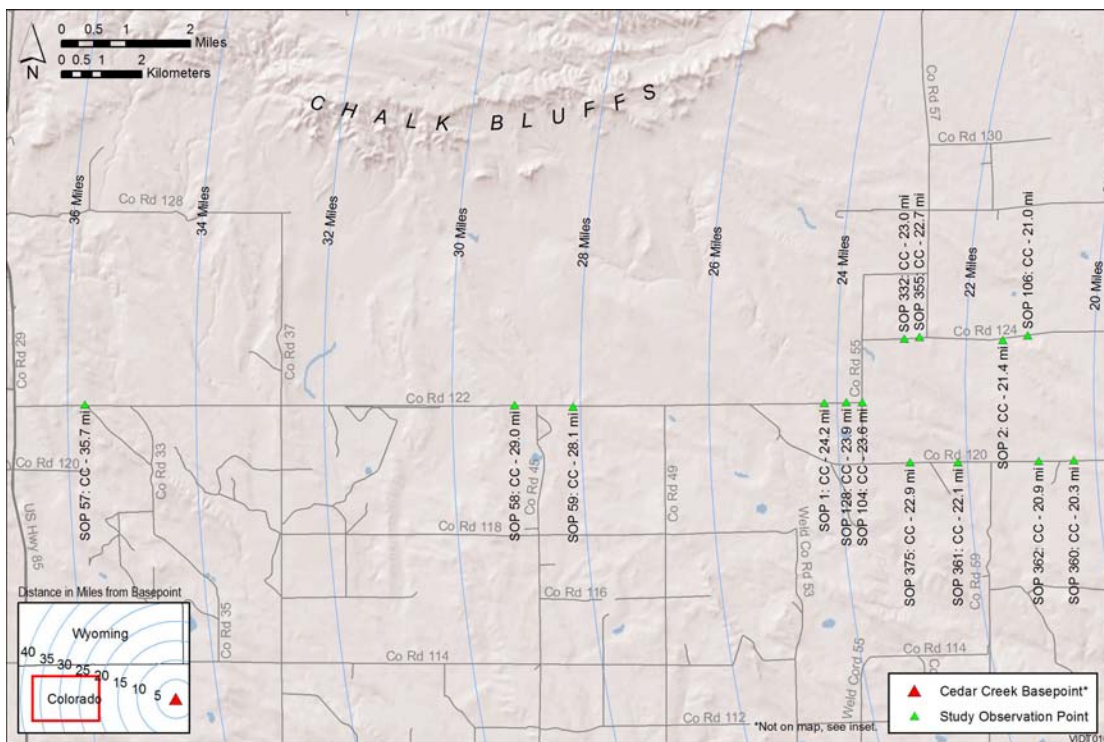 0 0.5 1 2
Miles
0 0.5 1 2
Kilometers
N
CHALK BLUFFS
Co Rd 57
Co Rd 130
Co Rd 128
36 Miles
34 Miles
32 Miles
30 Miles
28 Miles
26 Miles
24 Miles
22 Miles
20 Miles
SOP 332: CC - 23.0 mi
SOP 355: CC - 22.7 mi
SOP 106: CC - 21.0 mi
Co Rd 124
Co Rd 29
Co Rd 37
Co Rd 55
Co Rd 122
SOP 57: CC - 35.7 mi
SOP 58: CC - 29.0 mi
SOP 59: CC - 28.1 mi
SOP 1: CC - 24.2 mi
SOP 128: CC - 23.9 mi
SOP 104: CC - 23.6 mi
SOP 2: CC - 21.4 mi
Co Rd 120
Co Rd 33
Co Rd 45
Co Rd 49
Co Rd 120
SOP 375: CC - 22.9 mi
SOP 361: CC - 22.1 mi
SOP 362: CC - 20.9 mi
SOP 360: CC - 20.3 mi
US Hwy 85
Co Rd 118
Weld Co Rd 53
Co Rd 59
Co Rd 116
Co Rd 35
Co Rd 114
Weld Cord 55
Co Rd 114
Co Rd 112
Distance in Miles from Basepoint
Wyoming
40 35 30 25 20 15 10 5
Colorado
Cedar Creek Basepoint*
Study Observation Point
*Not on map, see inset.